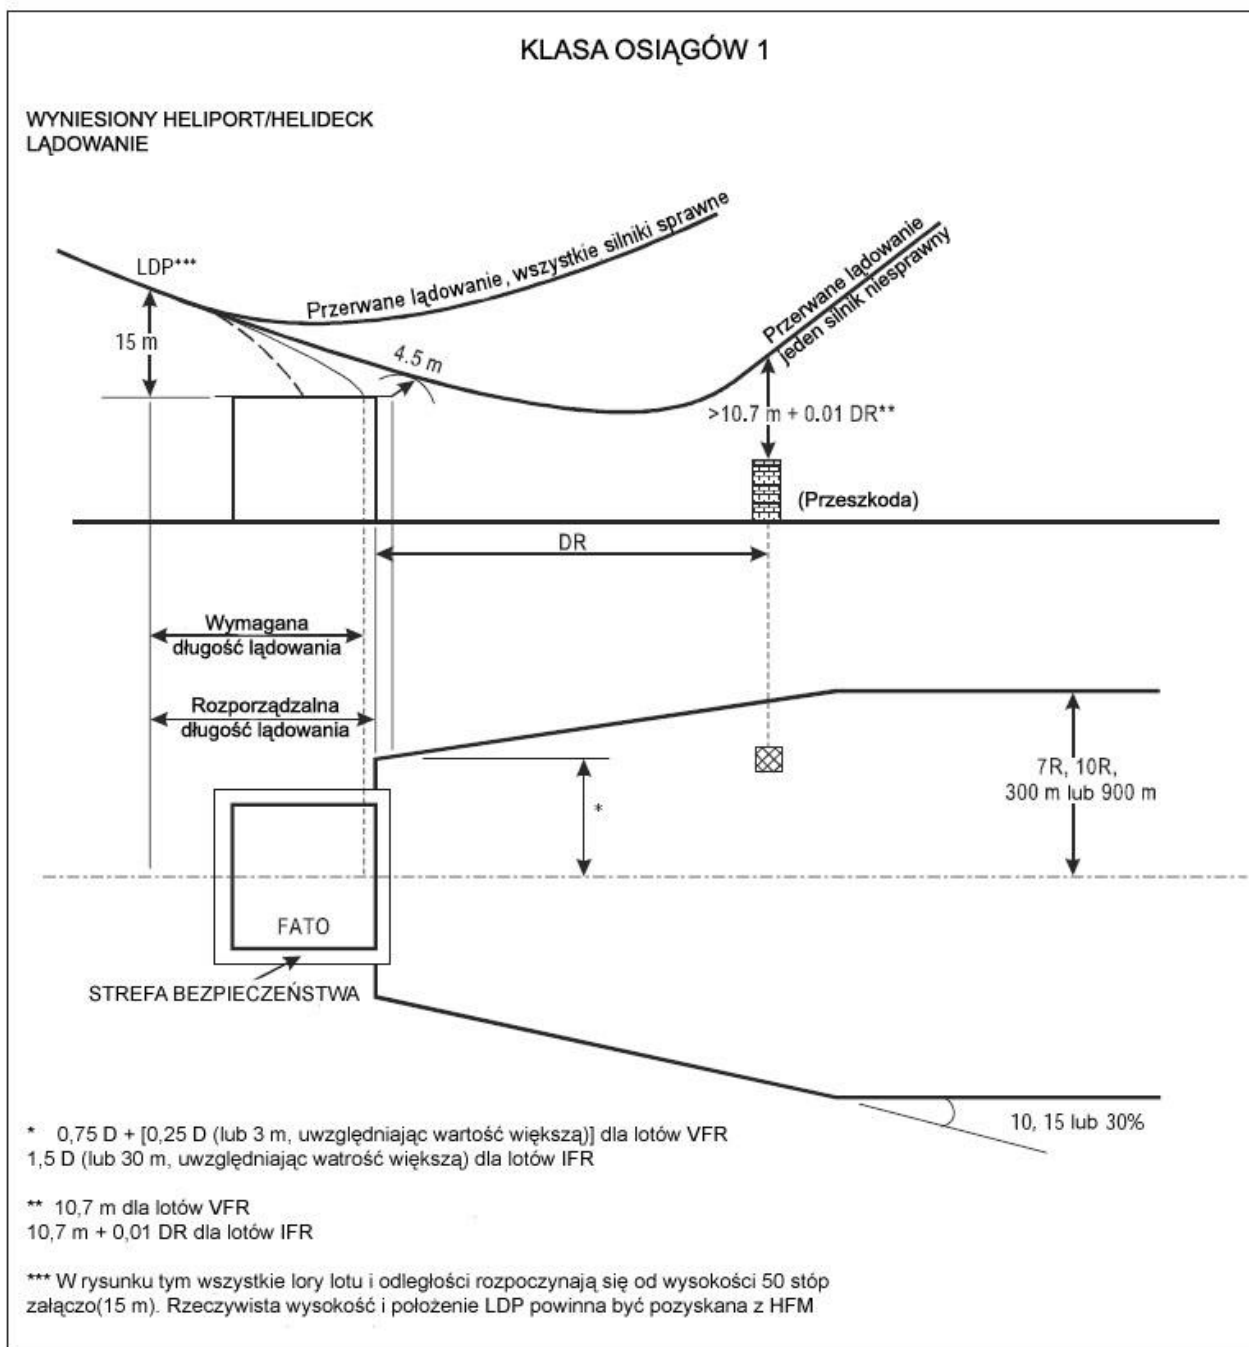 KLASA OSIĄGÓW 1
WYNIESIONY HELIPORT/HELIDECK
LĄDOWANIE
LDP***
15 m
Przerwane lądowanie, wszystkie silniki sprawne
4.5 m
Przerwane lądowanie
jeden silnik niesprawny
>10.7 m + 0.01 DR**
(Przeszkoda)
DR
Wymagana
długość lądowania
Rozporządzalna
długość lądowania
*
7R, 10R,
300 m lub 900 m
FATO
STREFA BEZPIECZEŃSTWA
10, 15 lub 30%
* 0,75 D + [0,25 D (lub 3 m, uwzględniając wartość większą)] dla lotów VFR
1,5 D (lub 30 m, uwzględniając watrość większą) dla lotów IFR
** 10,7 m dla lotów VFR
10,7 m + 0,01 DR dla lotów IFR
*** W rysunku tym wszystkie lory lotu i odległości rozpoczynają się od wysokości 50 stóp
załączo(15 m). Rzeczywista wysokość i położenie LDP powinna być pozyskana z HFM